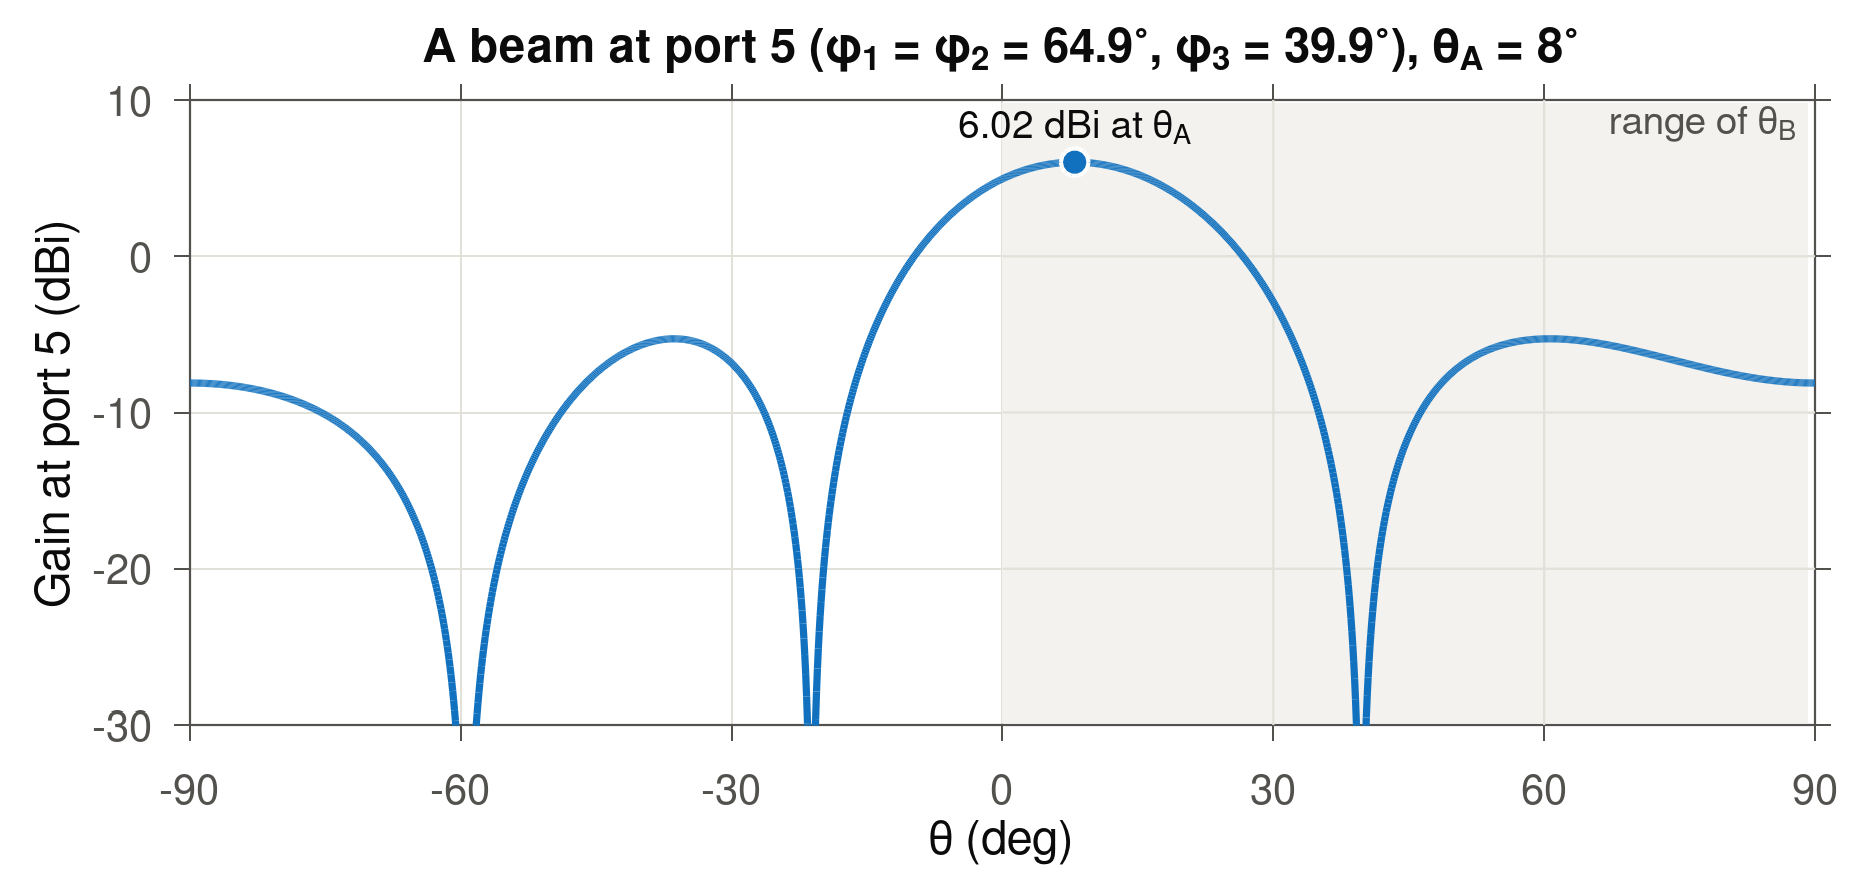 A beam at port 5 (φ₁ = φ₂ = 64.9°, φ₃ = 39.9°), θ_A = 8°
6.02 dBi at θ_A
range of θ_B
Gain at port 5 (dBi)
10
0
-10
-20
-30
-90 -60 -30 0 30 60 90
θ (deg)